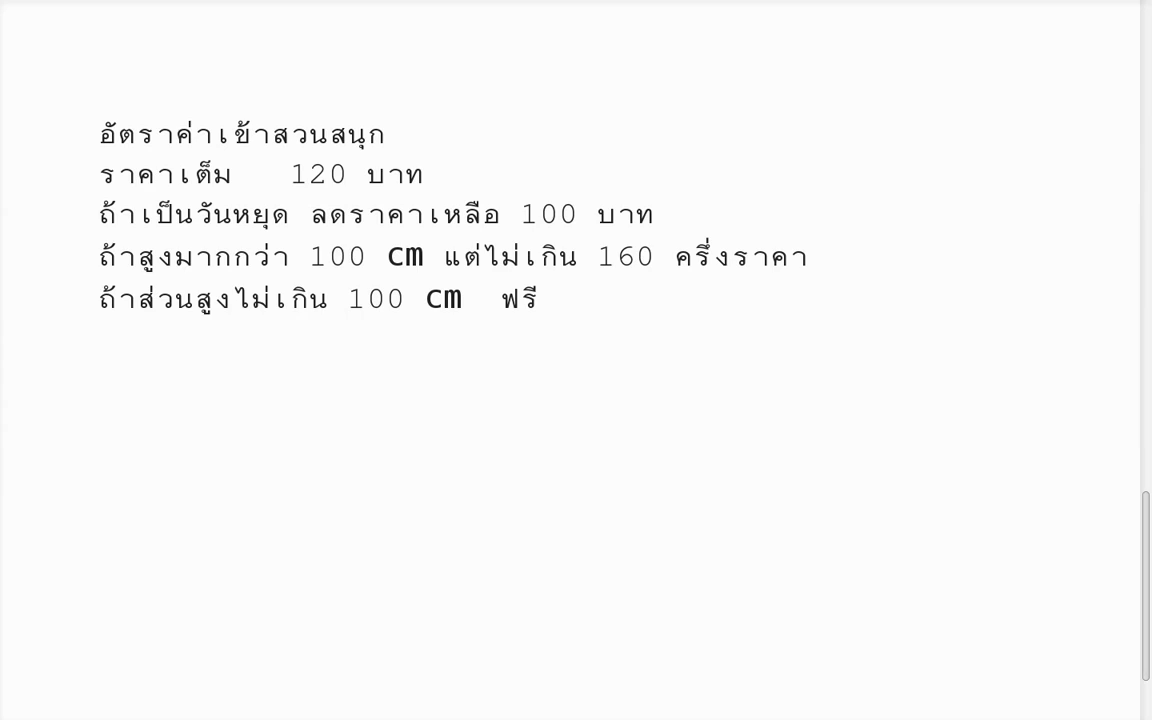 อัตราค่าเข้าสวนสนุก
ราคาเต็ม 120 บาท
ถ้าเป็นวันหยุด ลดราคาเหลือ 100 บาท
ถ้าสูงมากกว่า 100 cm แต่ไม่เกิน 160 ครึ่งราคา
ถ้าส่วนสูงไม่เกิน 100 cm ฟรี